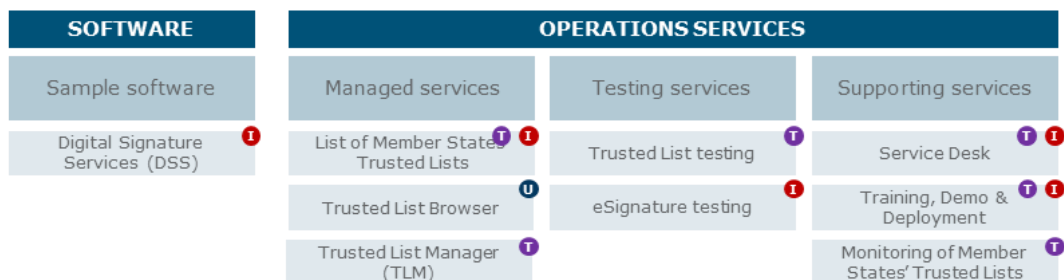 SOFTWARE
OPERATIONS SERVICES
Sample software
Managed services
Testing services
Supporting services
Digital Signature
Services (DSS)
I
List of Member States'
Trusted Lists
T I
Trusted List testing
T
Service Desk
T I
Trusted List Browser
U
eSignature testing
I
Training, Demo &
Deployment
T I
Trusted List Manager
(TLM)
T
Monitoring of Member
States' Trusted Lists
T